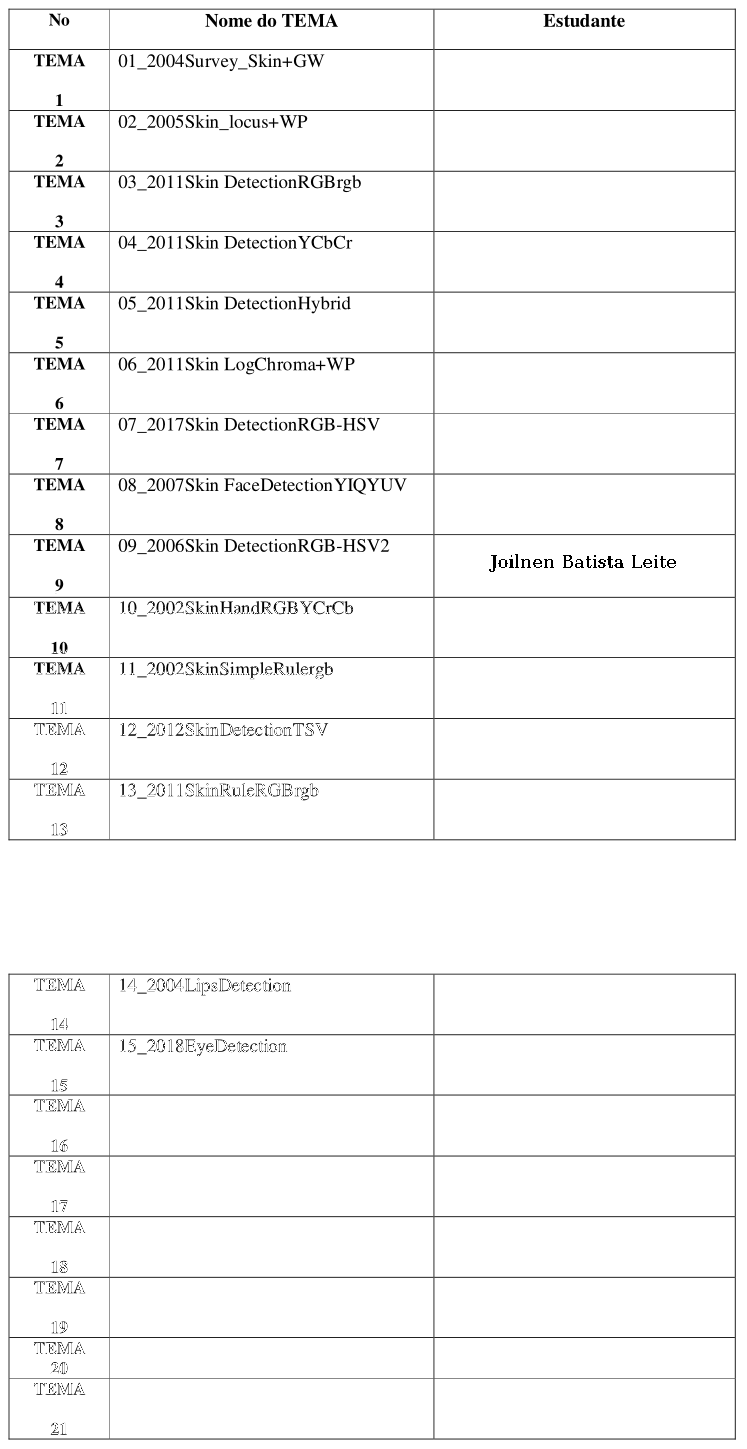 No Nome do TEMA Estudante
TEMA 01_2004Survey_Skin+GW
1
TEMA 02_2005Skin_locus+WP
2
TEMA 03_2011Skin DetectionRGBrgb
3
TEMA 04_2011Skin DetectionYCbCr
4
TEMA 05_2011Skin DetectionHybrid
5
TEMA 06_2011Skin LogChroma+WP
6
TEMA 07_2017Skin DetectionRGB-HSV
7
TEMA 08_2007Skin FaceDetectionYIQYUV
8
TEMA 09_2006Skin DetectionRGB-HSV2
Joilnen Batista Leite
9
TEMA 10_2002SkinHandRGBYCrCb
10
TEMA 11_2002SkinSimpleRulergb
11
TEMA 12_2012SkinDetectionTSV
12
TEMA 13_2011SkinRuleRGBrgb
13
TEMA 14_2004LipsDetection
14
TEMA 15_2018EyeDetection
15
TEMA
16
TEMA
17
TEMA
18
TEMA
19
TEMA
20
TEMA
21